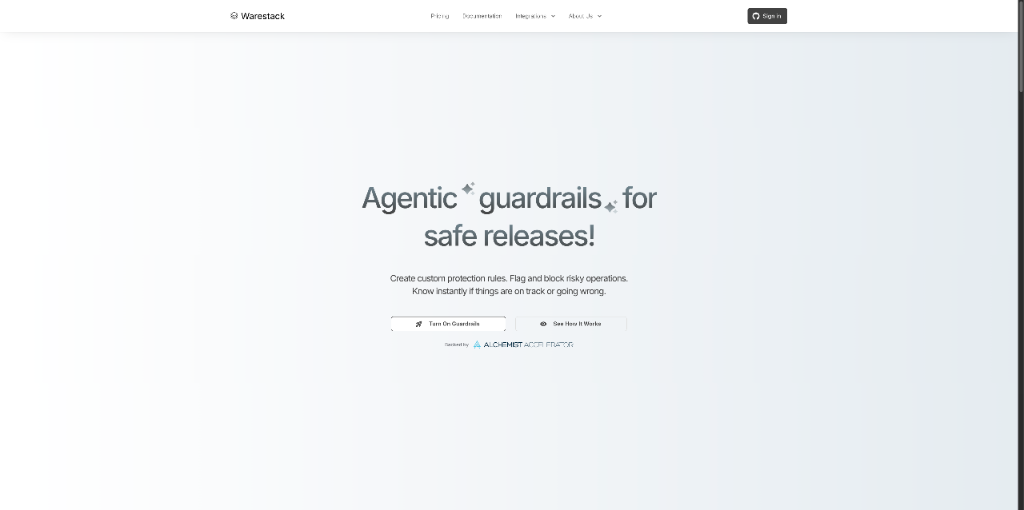 Warestack
Pricing
Documentation
Integrations
About Us
Sign in
Agentic guardrails for
safe releases!
Create custom protection rules. Flag and block risky operations.
Know instantly if things are on track or going wrong.
Turn On Guardrails
See How It Works
Backed by ALCHEMIST ACCELERATOR